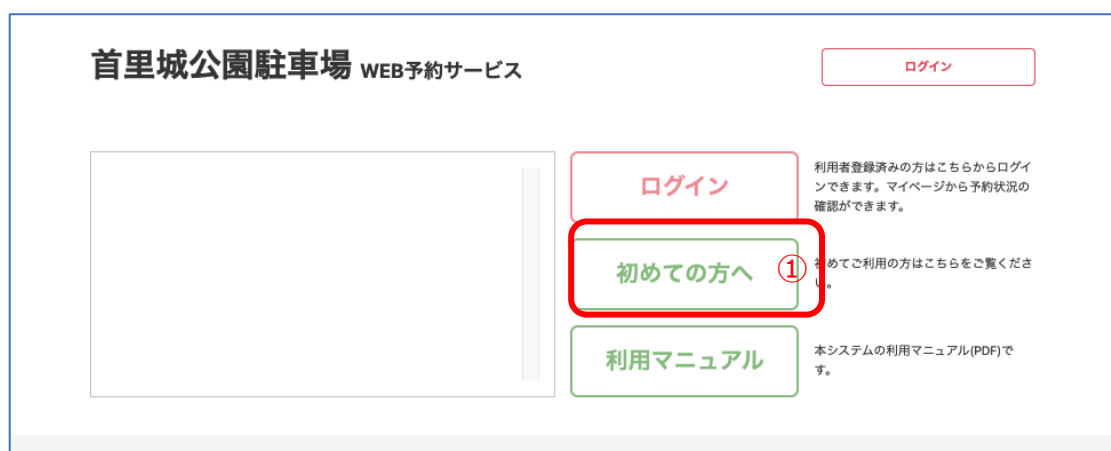 首里城公園駐車場 WEB予約サービス
ログイン
ログイン
利用者登録済みの方はこちらからログイ
ンできます。マイページから予約状況の
確認ができます。
初めての方へ
①
初めてご利用の方はこちらをご覧くださ
い。
利用マニュアル
本システムの利用マニュアル(PDF)で
す。